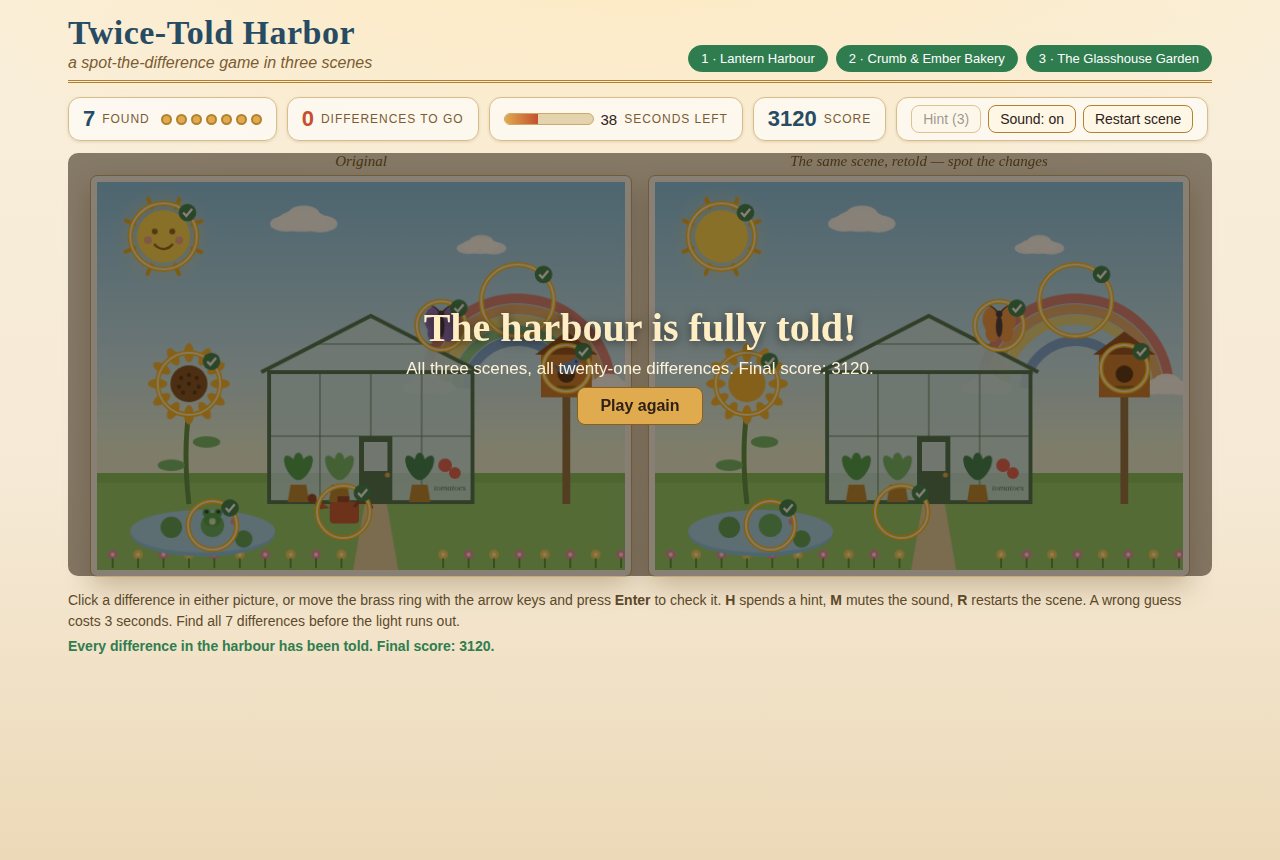 Twice-Told Harbor
a spot-the-difference game in three scenes
1 · Lantern Harbour
2 · Crumb & Ember Bakery
3 · The Glasshouse Garden
7 FOUND
0 DIFFERENCES TO GO
38 SECONDS LEFT
3120 SCORE
Hint (3)
Sound: on
Restart scene
Original
The same scene, retold — spot the changes
The harbour is fully told!
All three scenes, all twenty-one differences. Final score: 3120.
Play again
tomatoes
tomatoes
Click a difference in either picture, or move the brass ring with the arrow keys and press Enter to check it. H spends a hint, M mutes the sound, R restarts the scene. A wrong guess
costs 3 seconds. Find all 7 differences before the light runs out.
Every difference in the harbour has been told. Final score: 3120.